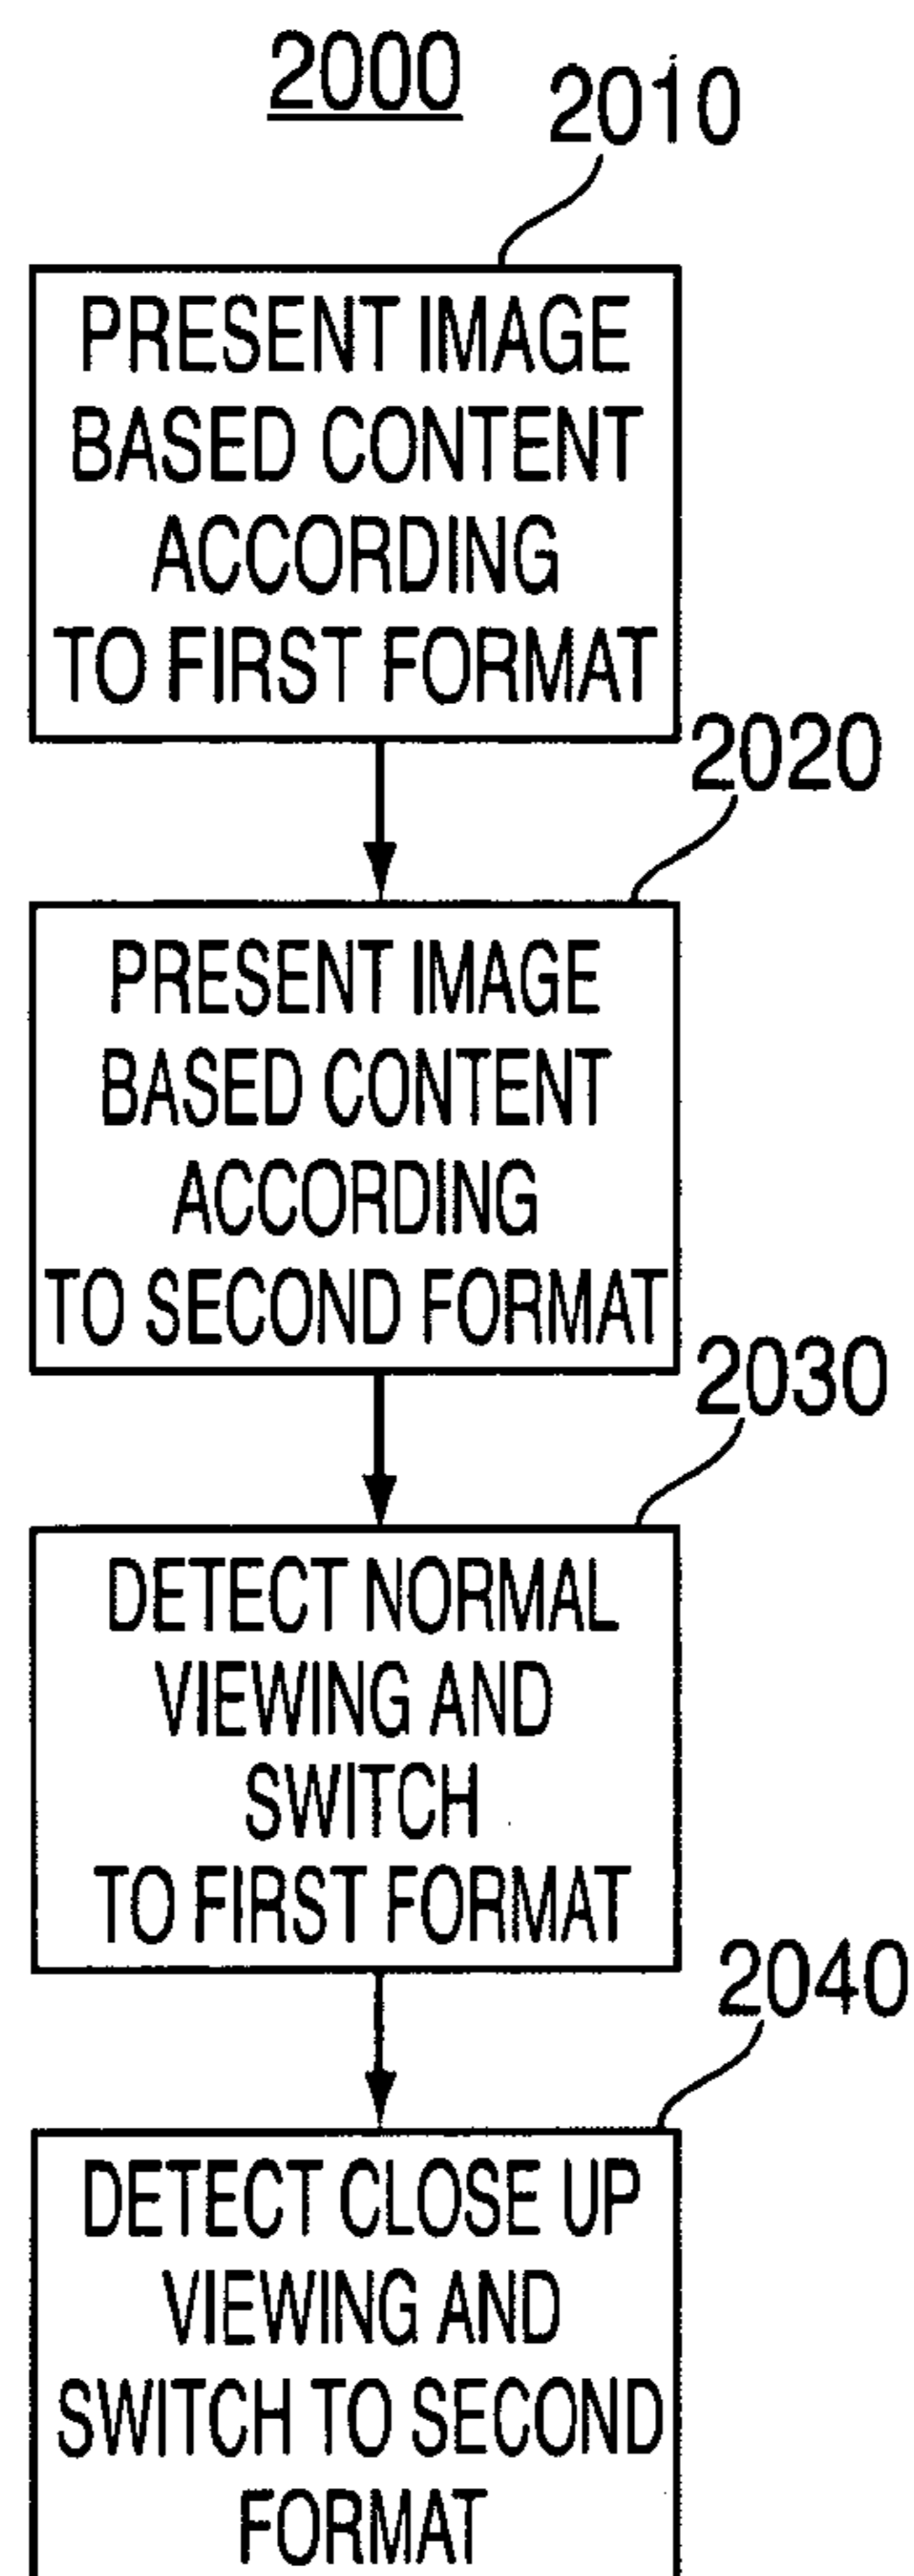 2000
2010
PRESENT IMAGE
BASED CONTENT
ACCORDING
TO FIRST FORMAT
2020
PRESENT IMAGE
BASED CONTENT
ACCORDING
TO SECOND FORMAT
2030
DETECT NORMAL
VIEWING AND
SWITCH
TO FIRST FORMAT
2040
DETECT CLOSE UP
VIEWING AND
SWITCH TO SECOND
FORMAT